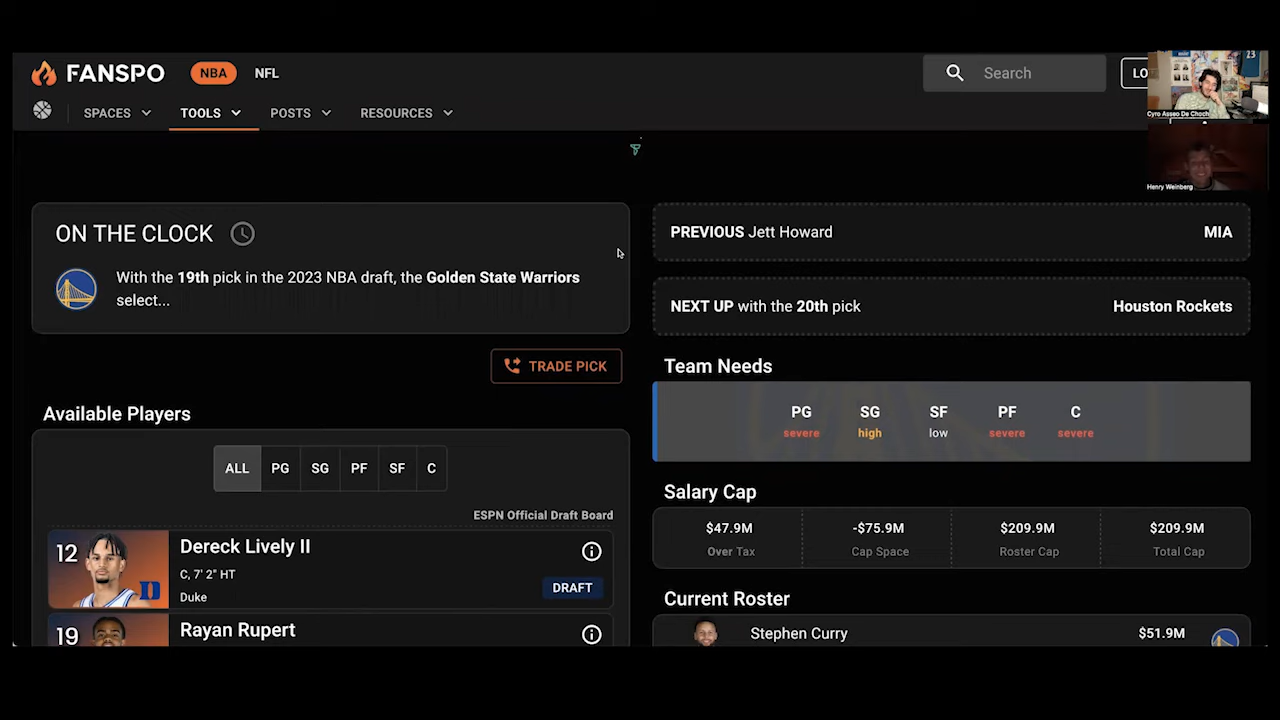 FANSPO
NBA
NFL
Search
LO
SPACES
TOOLS
POSTS
RESOURCES
23
Cyro Asseo De Choch
Henry Weinberg
ON THE CLOCK
With the 19th pick in the 2023 NBA draft, the Golden State Warriors
select...
PREVIOUS Jett Howard
MIA
NEXT UP with the 20th pick
Houston Rockets
TRADE PICK
Team Needs
PG SG SF PF C
severe high low severe severe
Available Players
ALL PG SG PF SF C
ESPN Official Draft Board
12
Dereck Lively II
C, 7' 2" HT
Duke
D
DRAFT
19
Rayan Rupert
Salary Cap
$47.9M -$75.9M $209.9M $209.9M
Over Tax Cap Space Roster Cap Total Cap
Current Roster
Stephen Curry
$51.9M